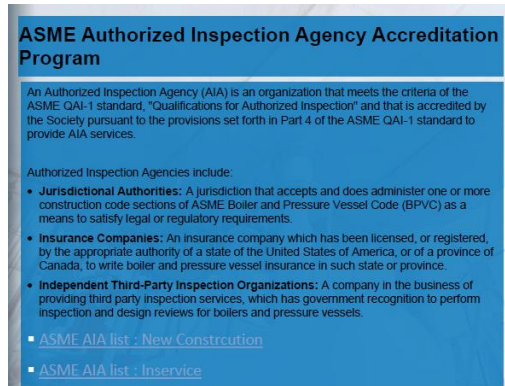 ASME Authorized Inspection Agency Accreditation
Program
An Authorized Inspection Agency (AIA) is an organization that meets the criteria of the
ASME QAI-1 standard, "Qualifications for Authorized Inspection" and that is accredited by
the Society pursuant to the provisions set forth in Part 4 of the ASME QAI-1 standard to
provide AIA services.
Authorized Inspection Agencies include:
• Jurisdictional Authorities: A jurisdiction that accepts and does administer one or more
construction code sections of ASME Boiler and Pressure Vessel Code (BPVC) as a
means to satisfy legal or regulatory requirements.
• Insurance Companies: An insurance company which has been licensed, or registered,
by the appropriate authority of a state of the United States of America, or of a province of
Canada, to write boiler and pressure vessel insurance in such state or province.
• Independent Third-Party Inspection Organizations: A company in the business of
providing third party inspection services, which has government recognition to perform
inspection and design reviews for boilers and pressure vessels.
▪ ASME AIA list : New Constrcution
▪ ASME AIA list : Inservice